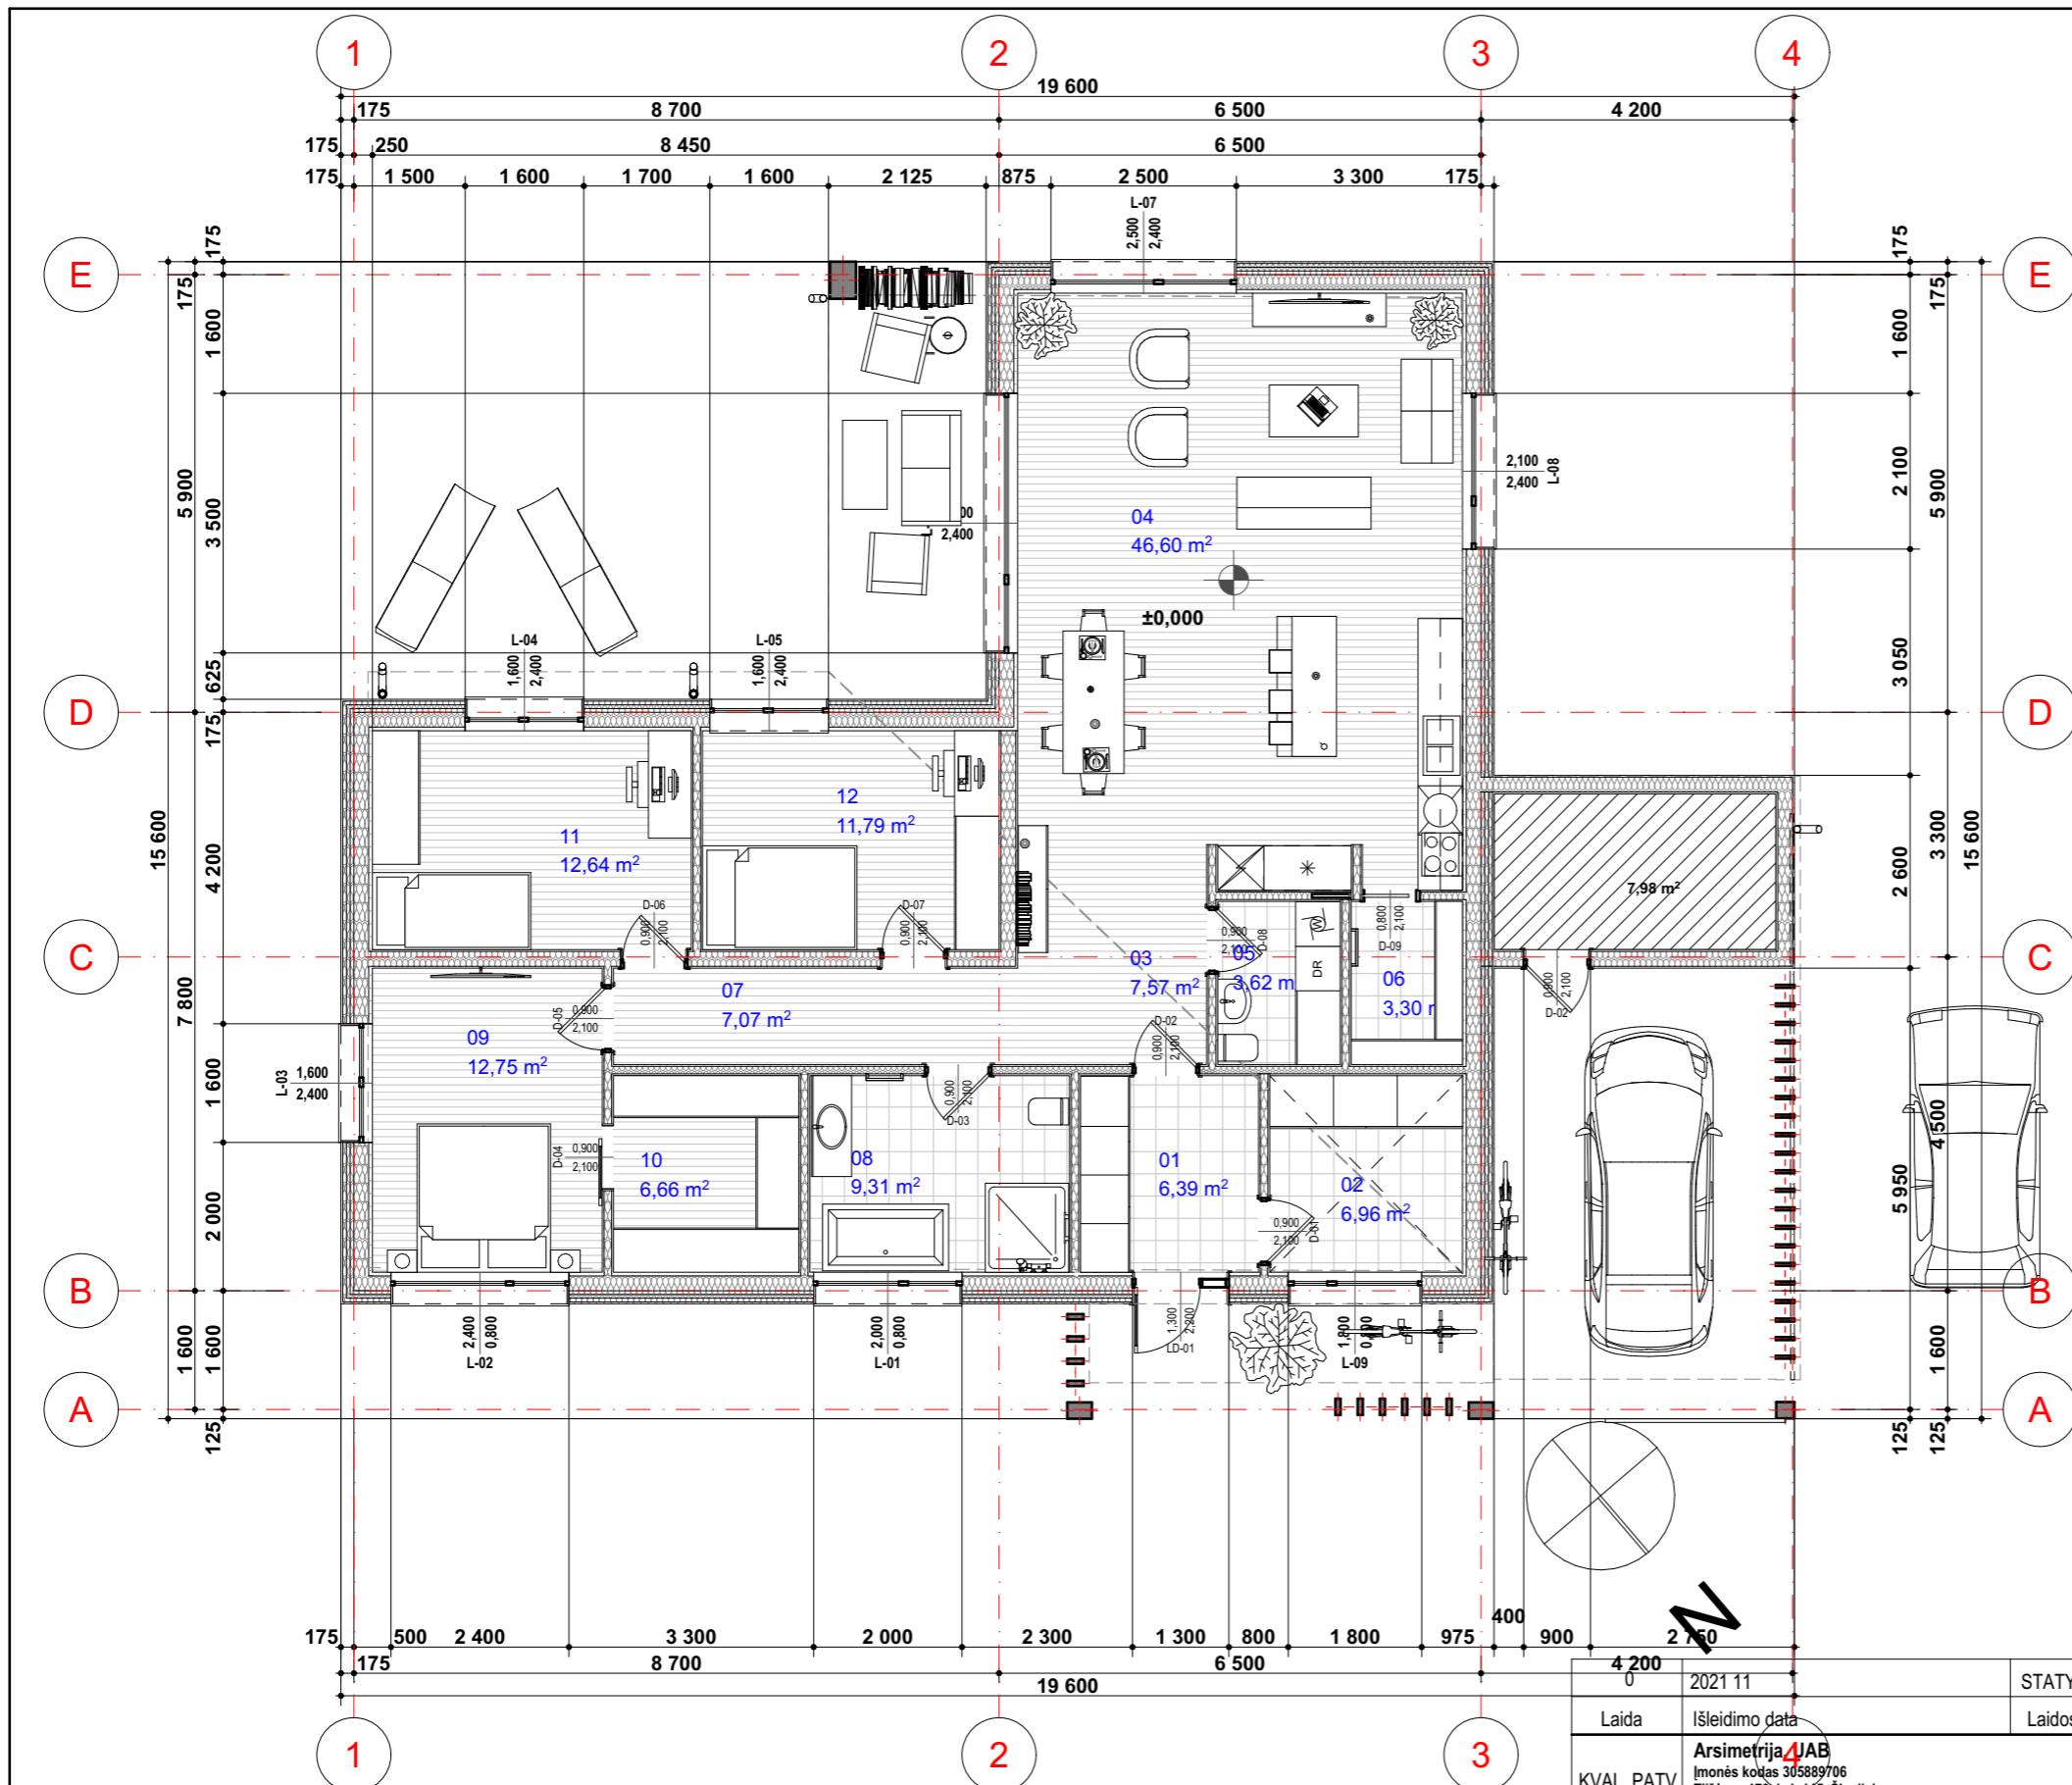 1 2 3 4
19 600
175 8 700 6 500 4 200
175 250 8 450 6 500
175 1 500 1 600 1 700 1 600 2 125 875 2 500 3 300 175
L-07
2,500 2,400
E E
175 175 1 600 5 900 3 500 625
175 175 1 600 2 100 5 900 3 050
2,100
2,400
L-08
2,400
04
46,60 m²
±0,000
L-04
1,600 2,400
L-05
1,600 2,400
D D
175 4 200 15 600 7 800 1 600 2 000
3 300 15 600 2 600
12
11,79 m²
11
12,64 m²
7,98 m²
D-06
0,900 2,100
D-07
0,900 2,100
0,800 2,100
D-09
W
DR
0,900
2,100
D-08
C C
03
7,57 m²
05
3,62 m
06
3,30
07
7,07 m²
D-05
0,900
2,100
D-02
0,900 2,100
D-02
0,900 2,100
09
12,75 m²
L-03
1,600
2,400
0,900 2,100
D-03
4 500
5 950
D-04
0,900
2,100
10
6,66 m²
08
9,31 m²
01
6,39 m²
02
6,96 m²
0,900
2,100
D-01
B B
2,400 0,800
L-02
2,000 0,800
L-01
1,300 2,200
LD-01
L-09
1 600 1 600 125
1 600 125 125
A A
N
400
175 500 2 400 3 300 2 000 2 300 1 300 800 1 800 975 900 2 750
175 8 700 6 500 4 200
19 600
0 2021 11 STATY
Laida Išleidimo data Laidos
1 2 3 4
Arsimetrija, UAB
Įmonės kodas 305889706
KVAL. PATV